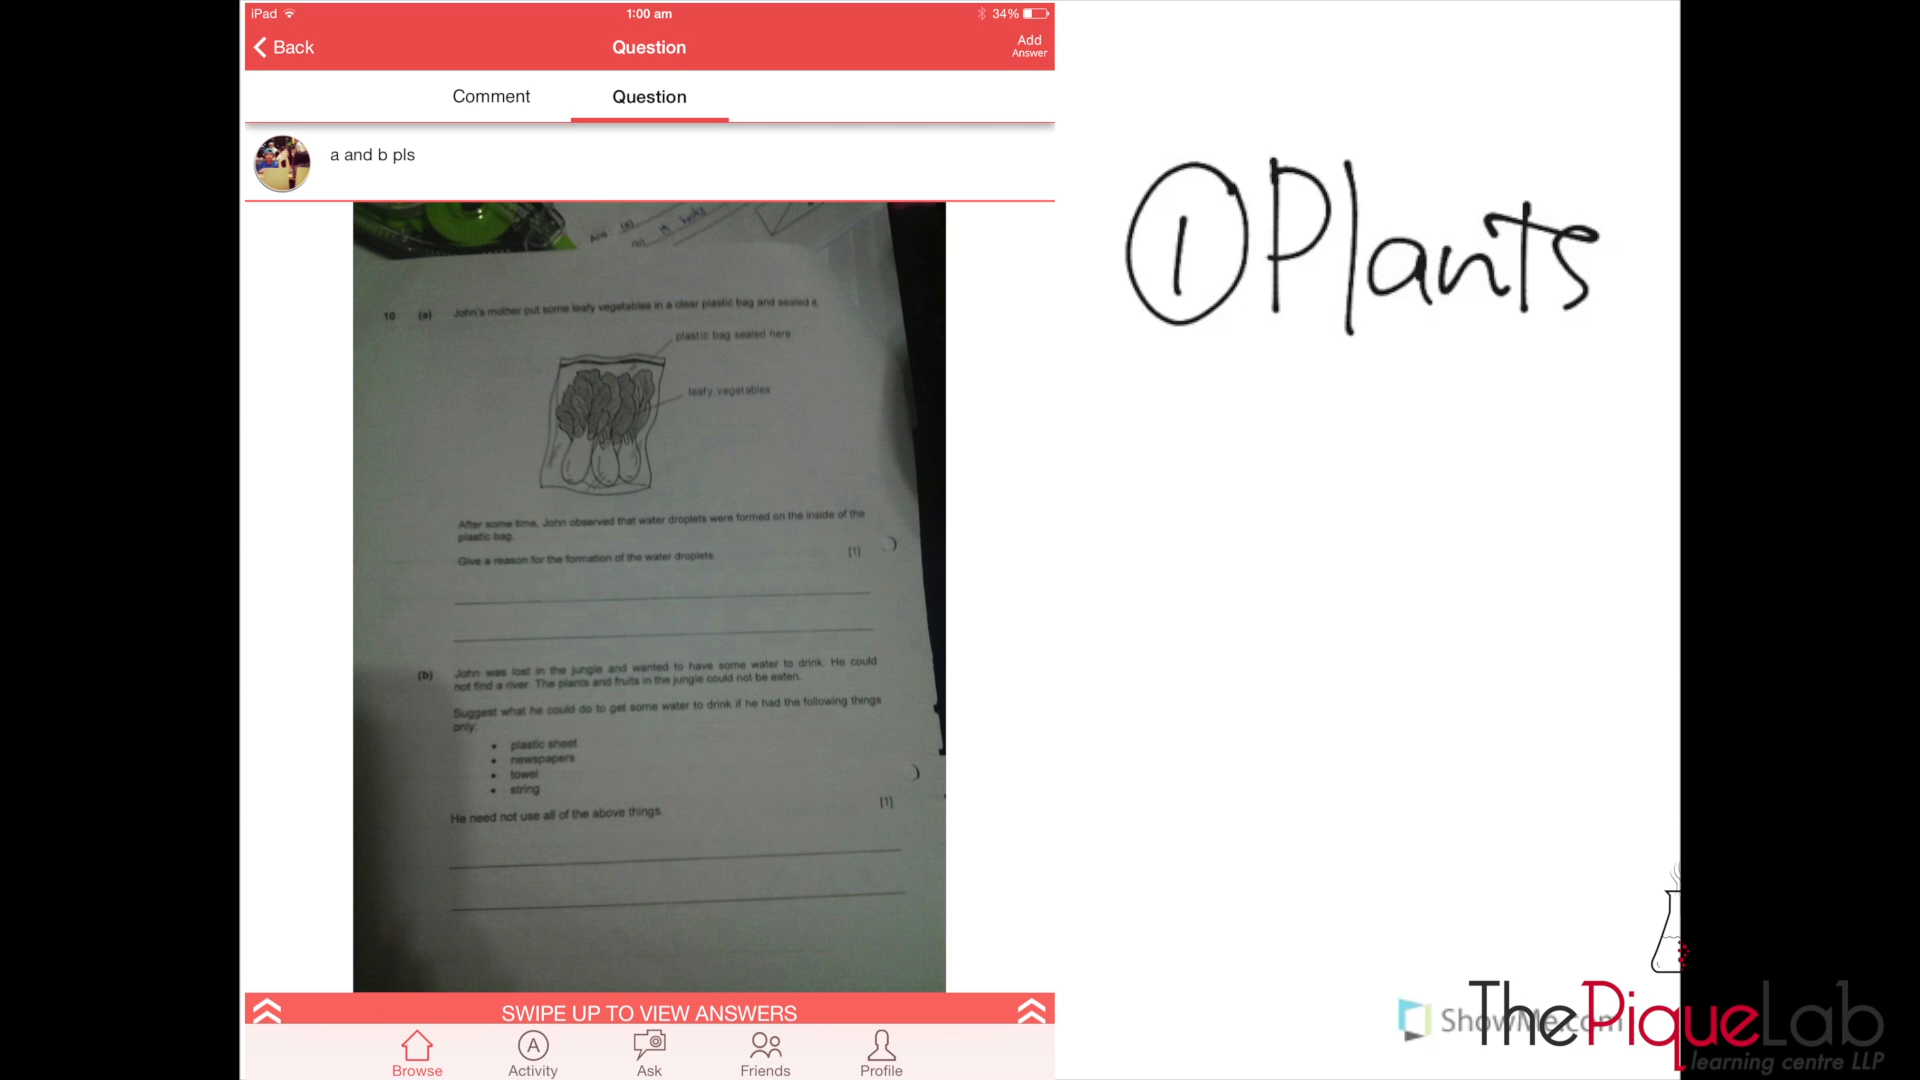 iPad
1:00 am
34%
Back
Question
Add
Answer
Comment
Question
a and b pls
Ans (a)
10 (a) John's mother put some leafy vegetables in a clear plastic bag and sealed it.
plastic bag sealed here
leafy vegetables
After some time, John observed that water droplets were formed on the inside of the
plastic bag.
Give a reason for the formation of the water droplets. [1]
(b) John was lost in the jungle and wanted to have some water to drink. He could
not find a river. The plants and fruits in the jungle could not be eaten.
Suggest what he could do to get some water to drink if he had the following things
only:
• plastic sheet
• newspapers
• towel
• string
He need not use all of the above things. [1]
SWIPE UP TO VIEW ANSWERS
Browse
Activity
Ask
Friends
Profile
1 Plants
ShowMe.com
ThePiqueLab
learning centre LLP